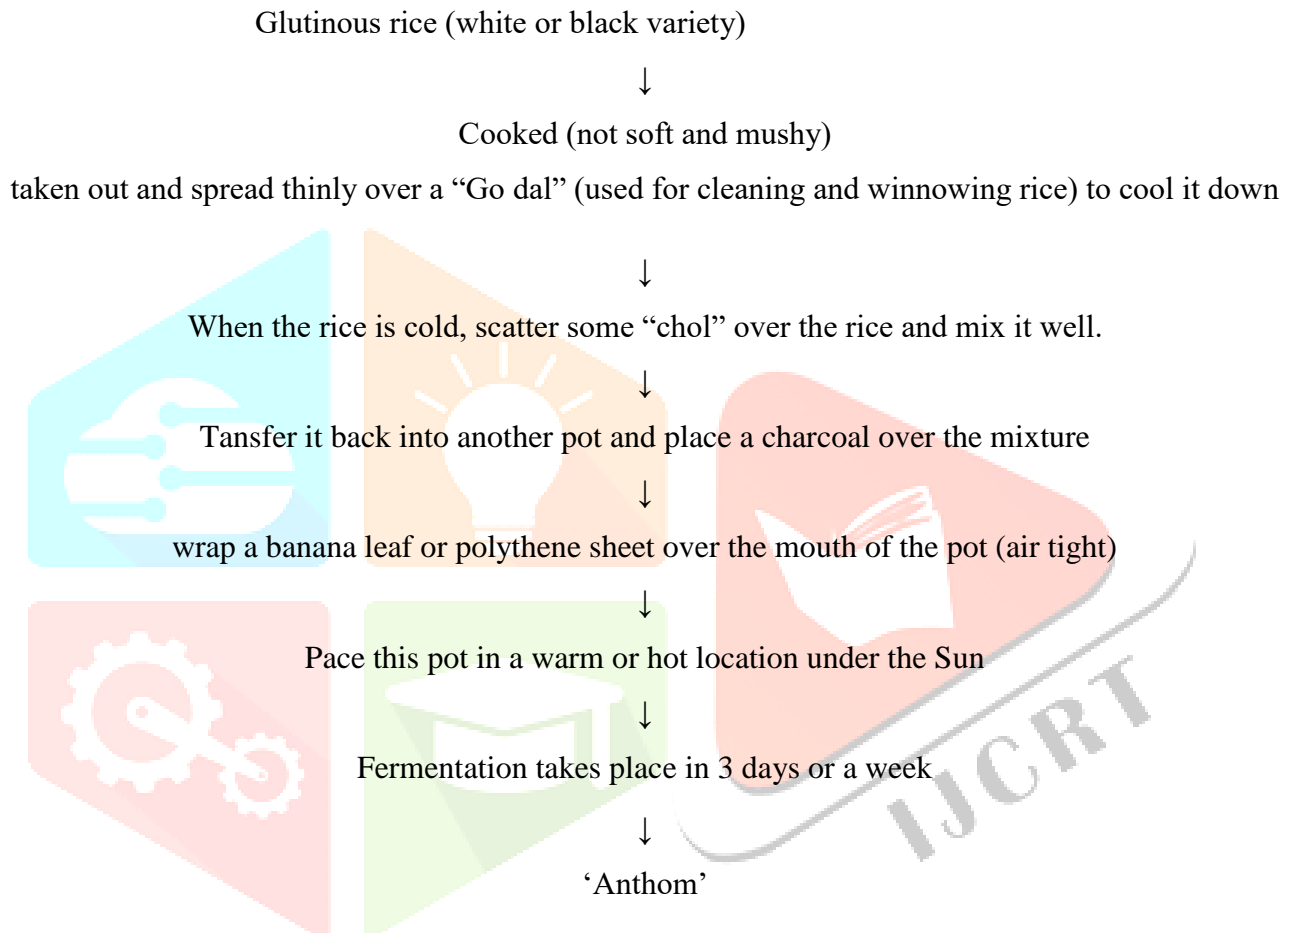 Glutinous rice (white or black variety)
↓
Cooked (not soft and mushy)
taken out and spread thinly over a “Go dal” (used for cleaning and winnowing rice) to cool it down
↓
When the rice is cold, scatter some “chol” over the rice and mix it well.
↓
Tansfer it back into another pot and place a charcoal over the mixture
↓
wrap a banana leaf or polythene sheet over the mouth of the pot (air tight)
↓
Pace this pot in a warm or hot location under the Sun
↓
Fermentation takes place in 3 days or a week
↓
‘Anthom’
IJCRT